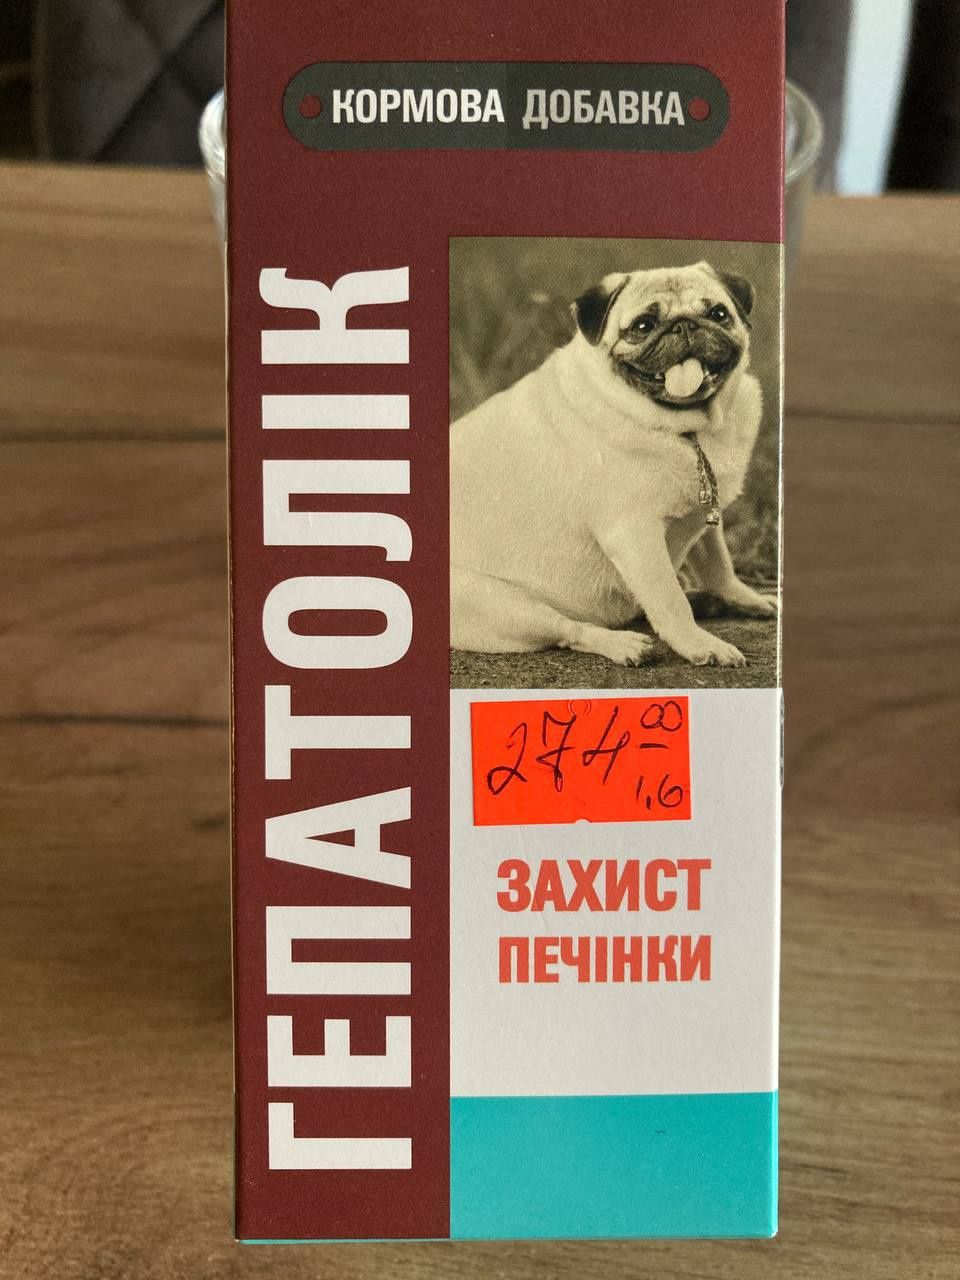 КОРМОВА ДОБАВКА
ГЕПАТОЛІК
274 00
1.6
ЗАХИСТ
ПЕЧІНКИ